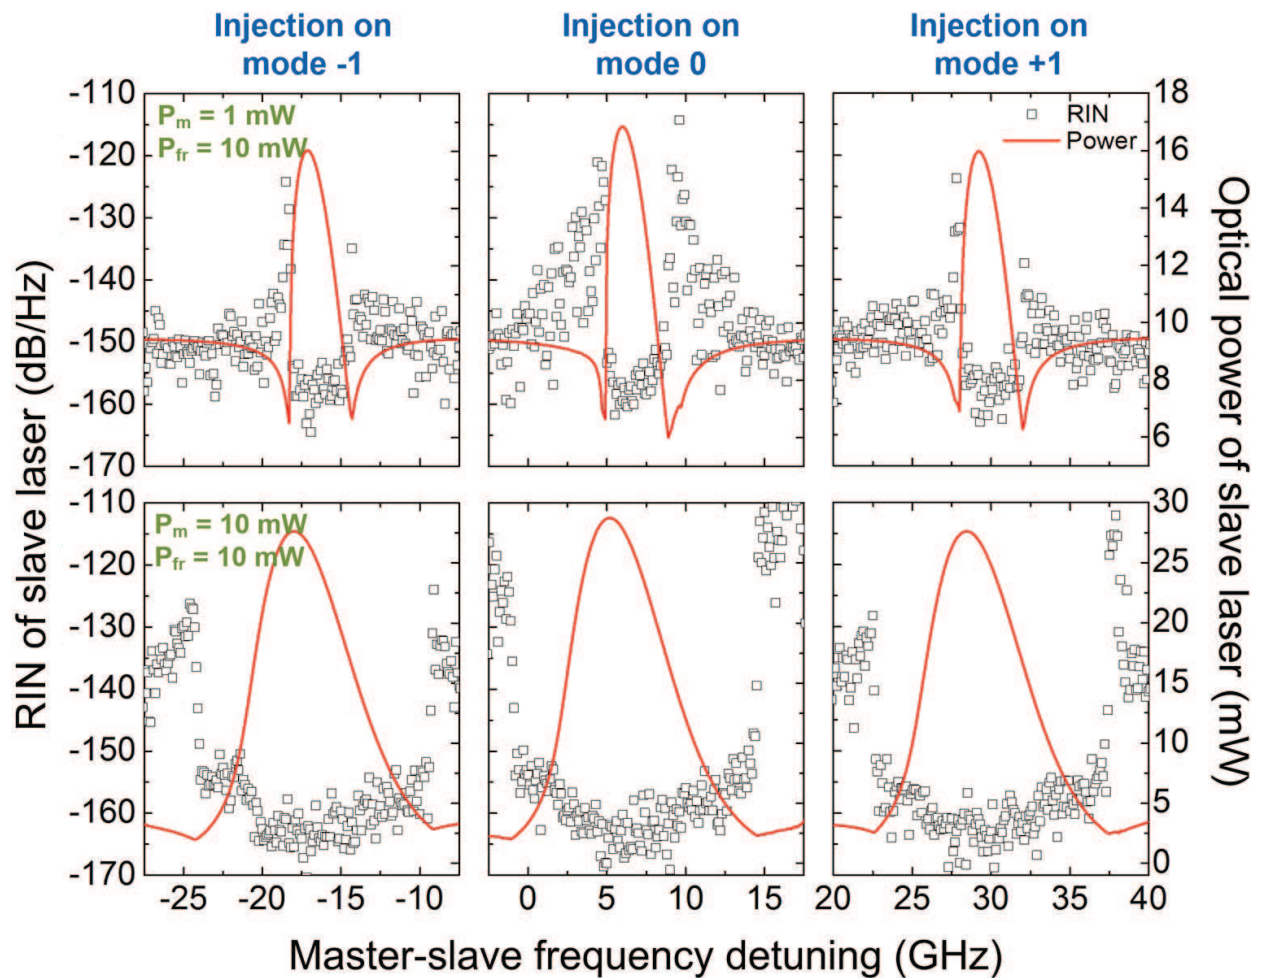 Injection on
mode -1
Injection on
mode 0
Injection on
mode +1
RIN of slave laser (dB/Hz)
-110
-120
-130
-140
-150
-160
-170
Pm = 1 mW
Pfr = 10 mW
RIN
Power
18
16
14
12
10
8
6
Optical power of slave laser (mW)
-110
-120
-130
-140
-150
-160
-170
Pm = 10 mW
Pfr = 10 mW
30
25
20
15
10
5
0
-25 -20 -15 -10
0 5 10 15
20 25 30 35 40
Master-slave frequency detuning (GHz)